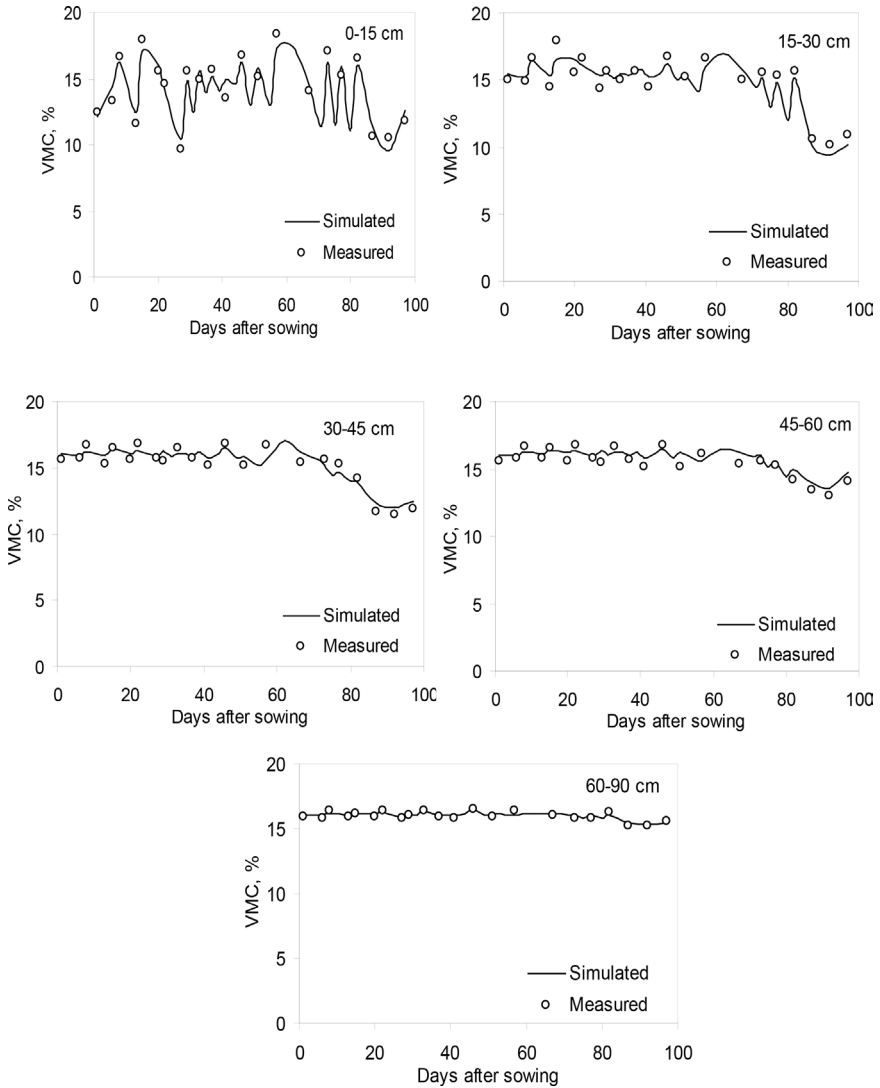 20
0-15 cm
15
VMC, %
10
5
Simulated
Measured
0
0 20 40 60 80 100
Days after sowing
20
15-30 cm
15
VMC, %
10
5
Simulated
Measured
0
0 20 40 60 80 100
Days after sowing
20
30-45 cm
15
VMC, %
10
5
Simulated
Measured
0
0 20 40 60 80 100
Days after sowing
20
45-60 cm
15
VMC, %
10
5
Simulated
Measured
0
0 20 40 60 80 100
Days after sowing
20
60-90 cm
15
VMC, %
10
5
Simulated
Measured
0
0 20 40 60 80 100
Days after sowing